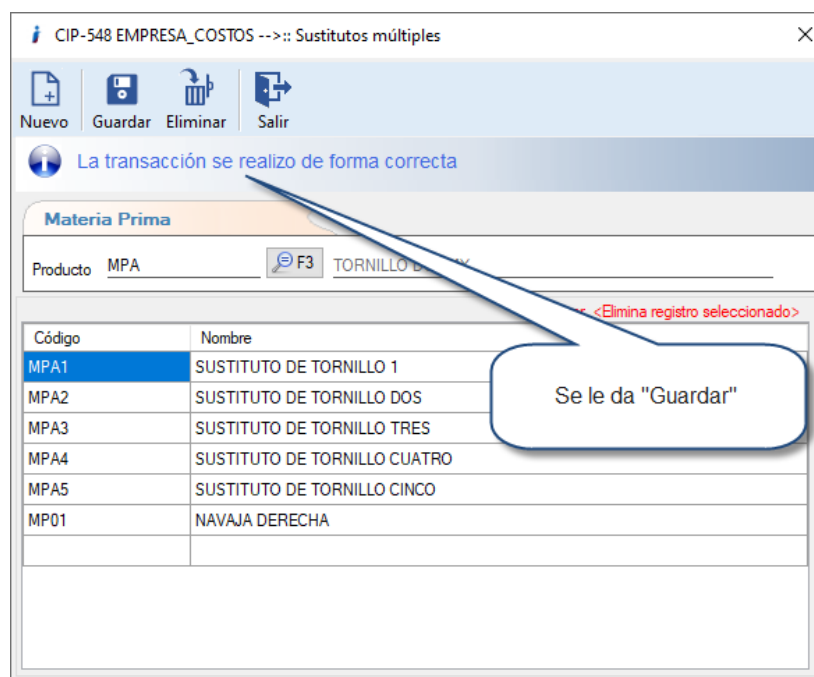 CIP-548 EMPRESA_COSTOS -->:: Sustitutos múltiples
Nuevo Guardar Eliminar Salir
La transacción se realizo de forma correcta
Materia Prima
Producto MPA F3 TORNILLO
<Elimina registro seleccionado>
Código Nombre
MPA1 SUSTITUTO DE TORNILLO 1
MPA2 SUSTITUTO DE TORNILLO DOS
MPA3 SUSTITUTO DE TORNILLO TRES
MPA4 SUSTITUTO DE TORNILLO CUATRO
MPA5 SUSTITUTO DE TORNILLO CINCO
MP01 NAVAJA DERECHA
Se le da "Guardar"